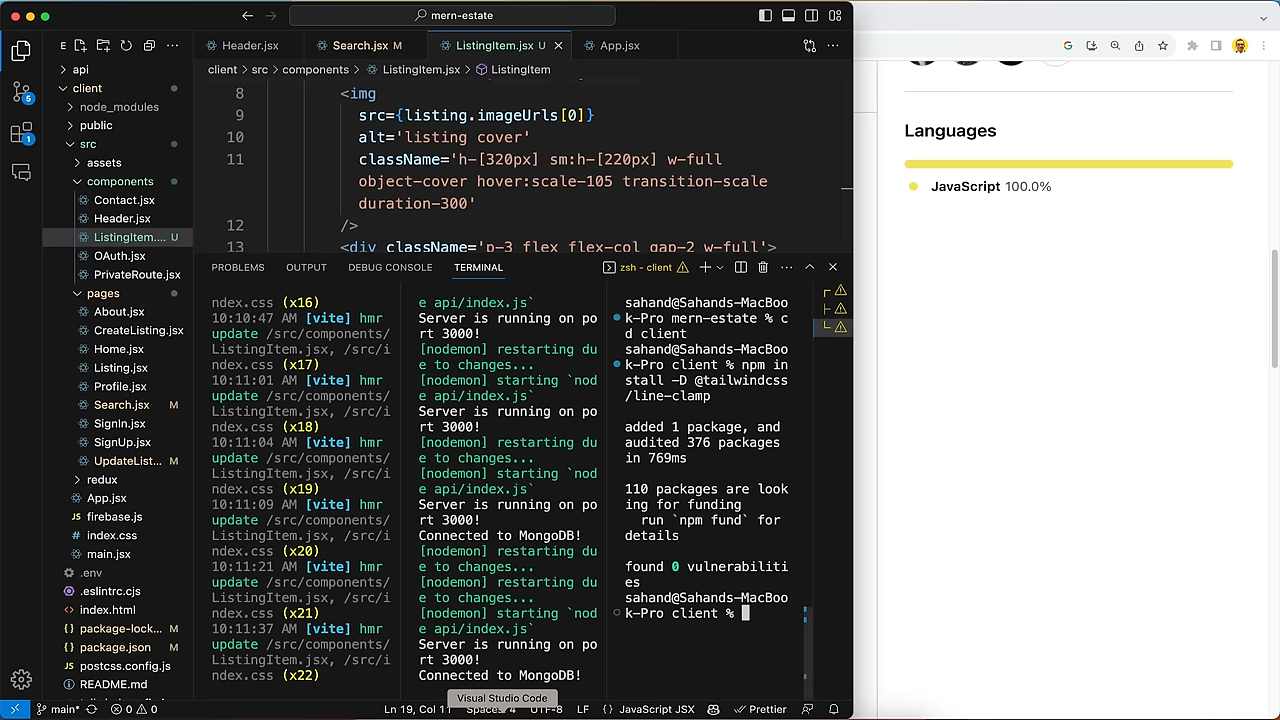 mern-estate
E
Header.jsx
Search.jsx M
ListingItem.jsx U
App.jsx
client > src > components > ListingItem.jsx > ListingItem
api
client
node_modules
public
src
assets
components
Contact.jsx
Header.jsx
ListingItem.... U
OAuth.jsx
PrivateRoute.jsx
pages
About.jsx
CreateListing.jsx
Home.jsx
Listing.jsx
Profile.jsx
Search.jsx M
SignIn.jsx
SignUp.jsx
UpdateList... M
redux
App.jsx
JS firebase.js
# index.css
main.jsx
.env
.eslintrc.cjs
<> index.html
{} package-lock... M
{} package.json M
JS postcss.config.js
README.md
5
1
8 <img
9 src={listing.imageUrls[0]}
10 alt='listing cover'
11 className='h-[320px] sm:h-[220px] w-full
object-cover hover:scale-105 transition-scale
duration-300'
12 />
13 <div className='p-3 flex flex-col gap-2 w-full'>
PROBLEMS OUTPUT DEBUG CONSOLE TERMINAL
zsh - client
ndex.css (x16)
10:10:47 AM [vite] hmr
update /src/components/
ListingItem.jsx, /src/i
ndex.css (x17)
10:11:01 AM [vite] hmr
update /src/components/
ListingItem.jsx, /src/i
ndex.css (x18)
10:11:04 AM [vite] hmr
update /src/components/
ListingItem.jsx, /src/i
ndex.css (x19)
10:11:09 AM [vite] hmr
update /src/components/
ListingItem.jsx, /src/i
ndex.css (x20)
10:11:21 AM [vite] hmr
update /src/components/
ListingItem.jsx, /src/i
ndex.css (x21)
10:11:37 AM [vite] hmr
update /src/components/
ListingItem.jsx, /src/i
ndex.css (x22)
e api/index.js`
Server is running on po
rt 3000!
[nodemon] restarting du
e to changes...
[nodemon] starting `nod
e api/index.js`
Server is running on po
rt 3000!
[nodemon] restarting du
e to changes...
[nodemon] starting `nod
e api/index.js`
Server is running on po
rt 3000!
Connected to MongoDB!
[nodemon] restarting du
e to changes...
[nodemon] restarting du
e to changes...
[nodemon] starting `nod
e api/index.js`
Server is running on po
rt 3000!
Connected to MongoDB!
sahand@Sahands-MacBoo
k-Pro mern-estate % c
d client
sahand@Sahands-MacBoo
k-Pro client % npm in
stall -D @tailwindcss
/line-clamp
added 1 package, and
audited 376 packages
in 769ms
110 packages are look
ing for funding
run `npm fund` for
details
found 0 vulnerabiliti
es
sahand@Sahands-MacBoo
k-Pro client %
Visual Studio Code
main* 0 0 Ln 19, Col 11 Spaces: 4 UTF-8 LF {} JavaScript JSX Prettier
Languages
JavaScript 100.0%